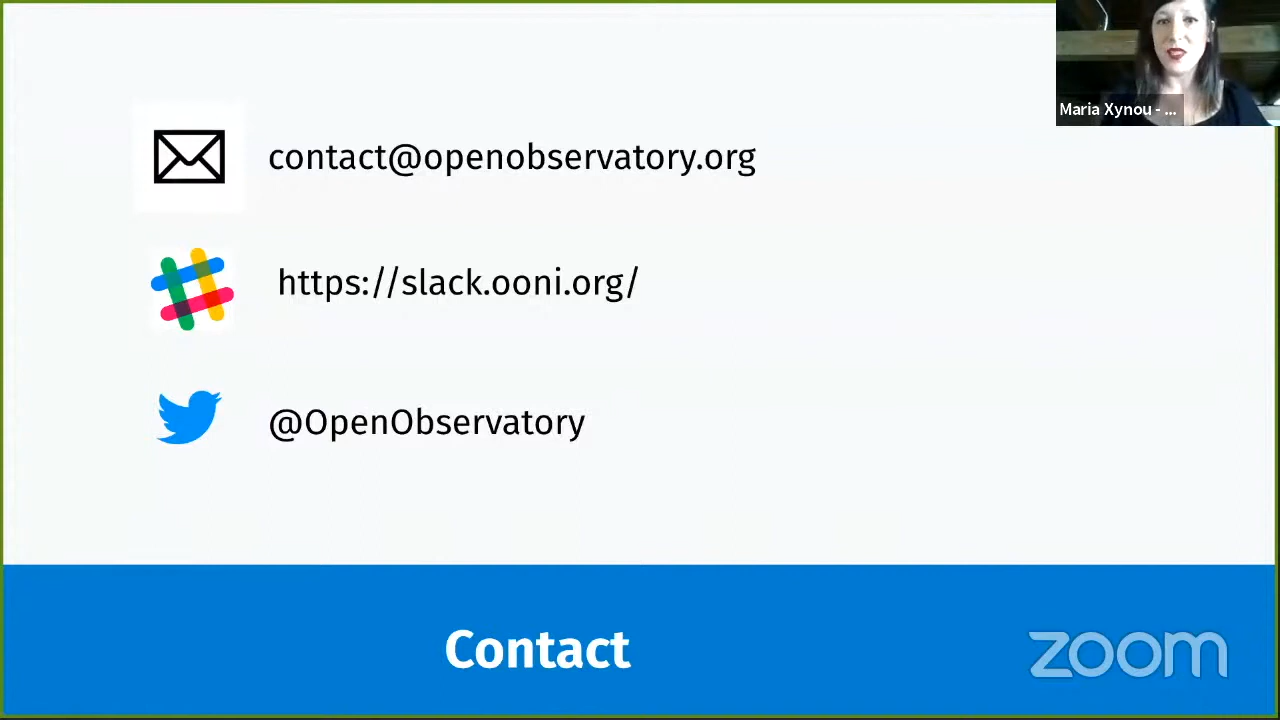 Maria Xynou - ...
contact@openobservatory.org
https://slack.ooni.org/
@OpenObservatory
Contact
zoom